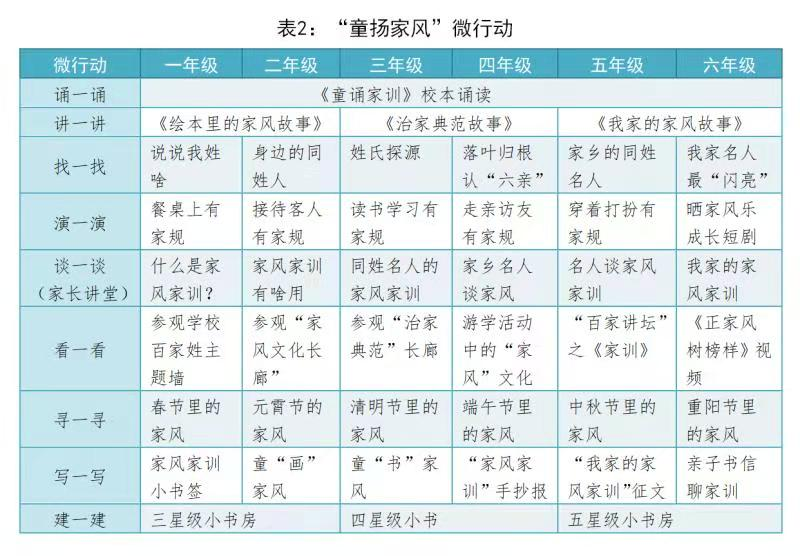 表2：“童扬家风”微行动
微行动 一年级 二年级 三年级 四年级 五年级 六年级
诵一诵 《童诵家训》校本诵读
讲一讲 《绘本里的家风故事》 《治家典范故事》 《我家的家风故事》
找一找 说说我姓啥 身边的同姓人 姓氏探源 落叶归根认“六亲” 家乡的同姓名人 我家名人最“闪亮”
演一演 餐桌上有家规 接待客人有家规 读书学习有家规 走亲访友有家规 穿着打扮有家规 晒家风乐成长短剧
谈一谈（家长讲堂） 什么是家风家训？ 家风家训有啥用 同姓名人的家风家训 家乡名人谈家风 名人谈家风家训 我家的家风家训
看一看 参观学校百家姓主题墙 参观“家风文化长廊” 参观“治家典范”长廊 游学活动中的“家风”文化 “百家讲坛”之《家训》 《正家风树榜样》视频
寻一寻 春节里的家风 元宵节的家风 清明节里的家风 端午节里的家风 中秋节里的家风 重阳节里的家风
写一写 家风家训小书签 童“画”家风 童“书”家风 “家风家训”手抄报 “我家的家风家训”征文 亲子书信聊家训
建一建 三星级小书房 四星级小书 五星级小书房